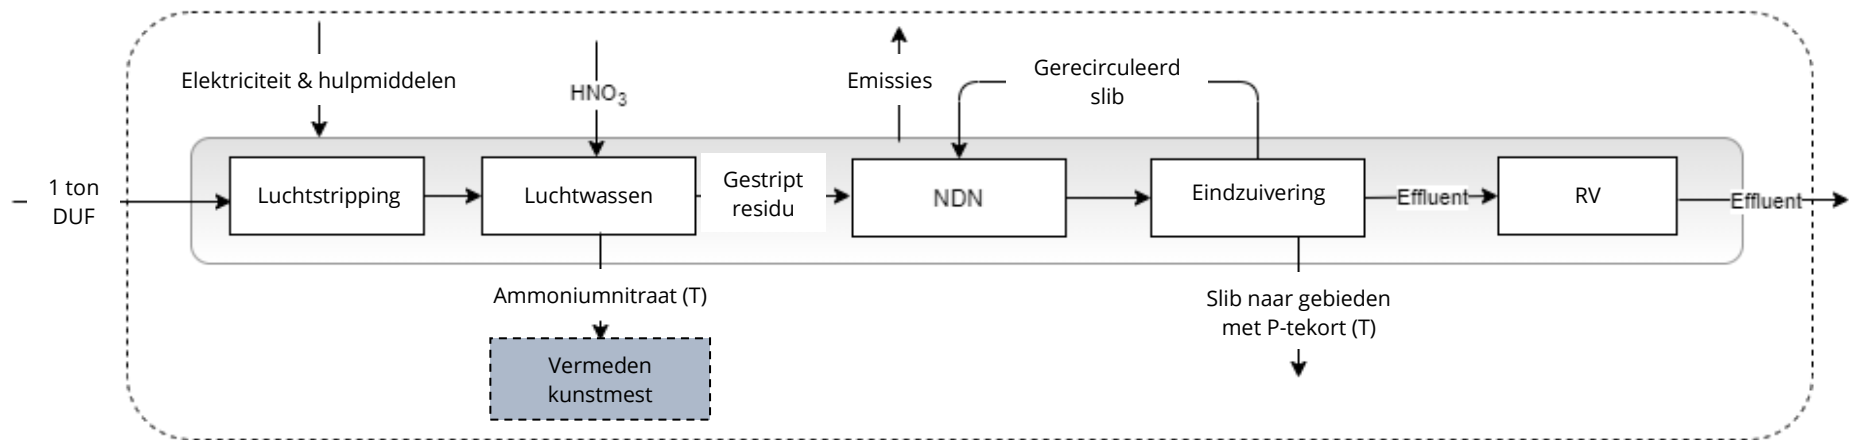 Elektriciteit & hulpmiddelen
HNO₃
Emissies
Gerecirculeerd
slib
1 ton
DUF
Luchtstripping
Luchtwassen
Gestript
residu
NDN
Eindzuivering
Effluent
RV
Effluent
Ammoniumnitraat (T)
Slib naar gebieden
met P-tekort (T)
Vermeden
kunstmest